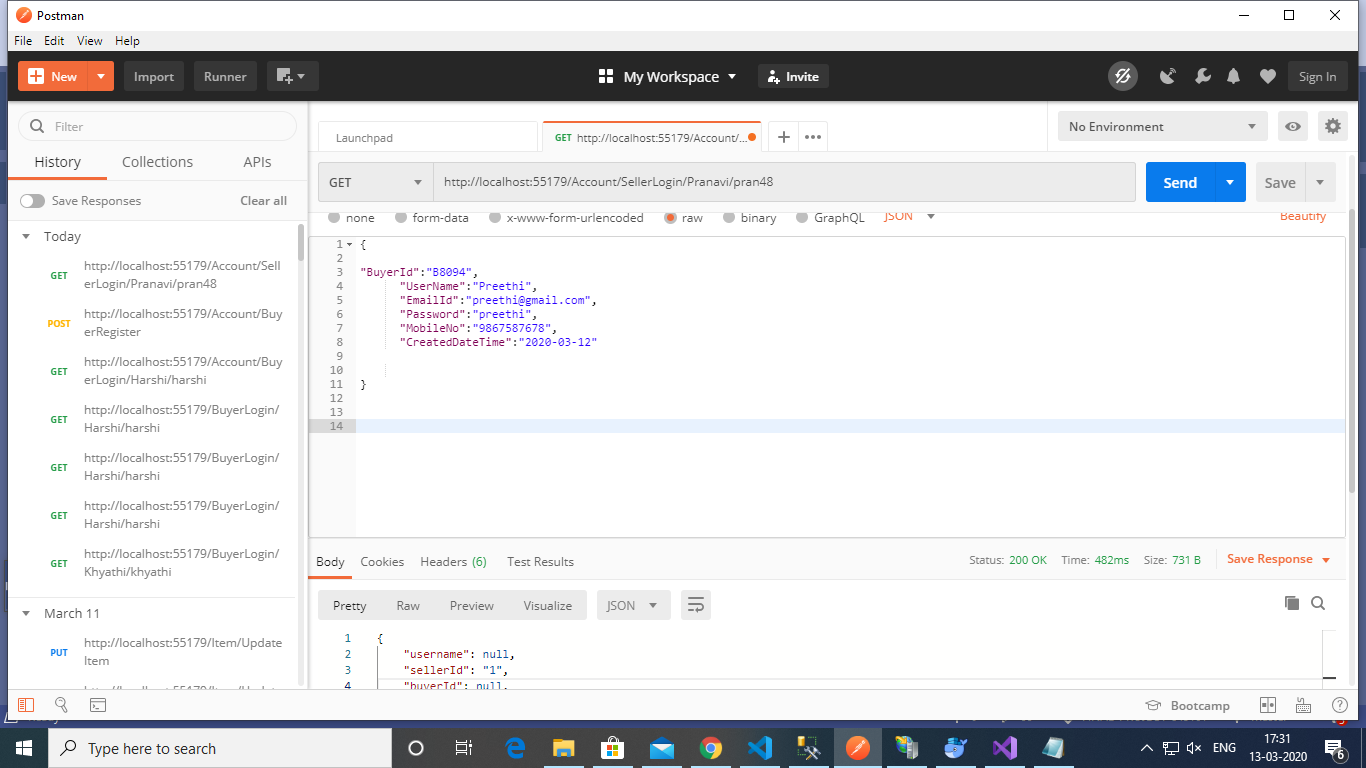 Postman
File Edit View Help
New Import Runner My Workspace Invite Sign In
Filter
History Collections APIs
Save Responses Clear all
Today
GET http://localhost:55179/Account/Sel
lerLogin/Pranavi/pran48
POST http://localhost:55179/Account/Buy
erRegister
GET http://localhost:55179/Account/Buy
erLogin/Harshi/harshi
GET http://localhost:55179/BuyerLogin/
Harshi/harshi
GET http://localhost:55179/BuyerLogin/
Harshi/harshi
GET http://localhost:55179/BuyerLogin/
Harshi/harshi
GET http://localhost:55179/BuyerLogin/
Khyathi/khyathi
March 11
PUT http://localhost:55179/Item/Update
Item
Launchpad GET http://localhost:55179/Account/... No Environment
GET http://localhost:55179/Account/SellerLogin/Pranavi/pran48 Send Save
none form-data x-www-form-urlencoded raw binary GraphQL JSON Beautify
1 {
2
3 "BuyerId":"B8094",
4 "UserName":"Preethi",
5 "EmailId":"preethi@gmail.com",
6 "Password":"preethi",
7 "MobileNo":"9867587678",
8 "CreatedDateTime":"2020-03-12"
9
10
11 }
12
13
14
Body Cookies Headers (6) Test Results Status: 200 OK Time: 482ms Size: 731 B Save Response
Pretty Raw Preview Visualize JSON
1 {
2 "username": null,
3 "sellerId": "1",
4 "buyerId": null,
Bootcamp
Type here to search
ENG 17:31
13-03-2020
6